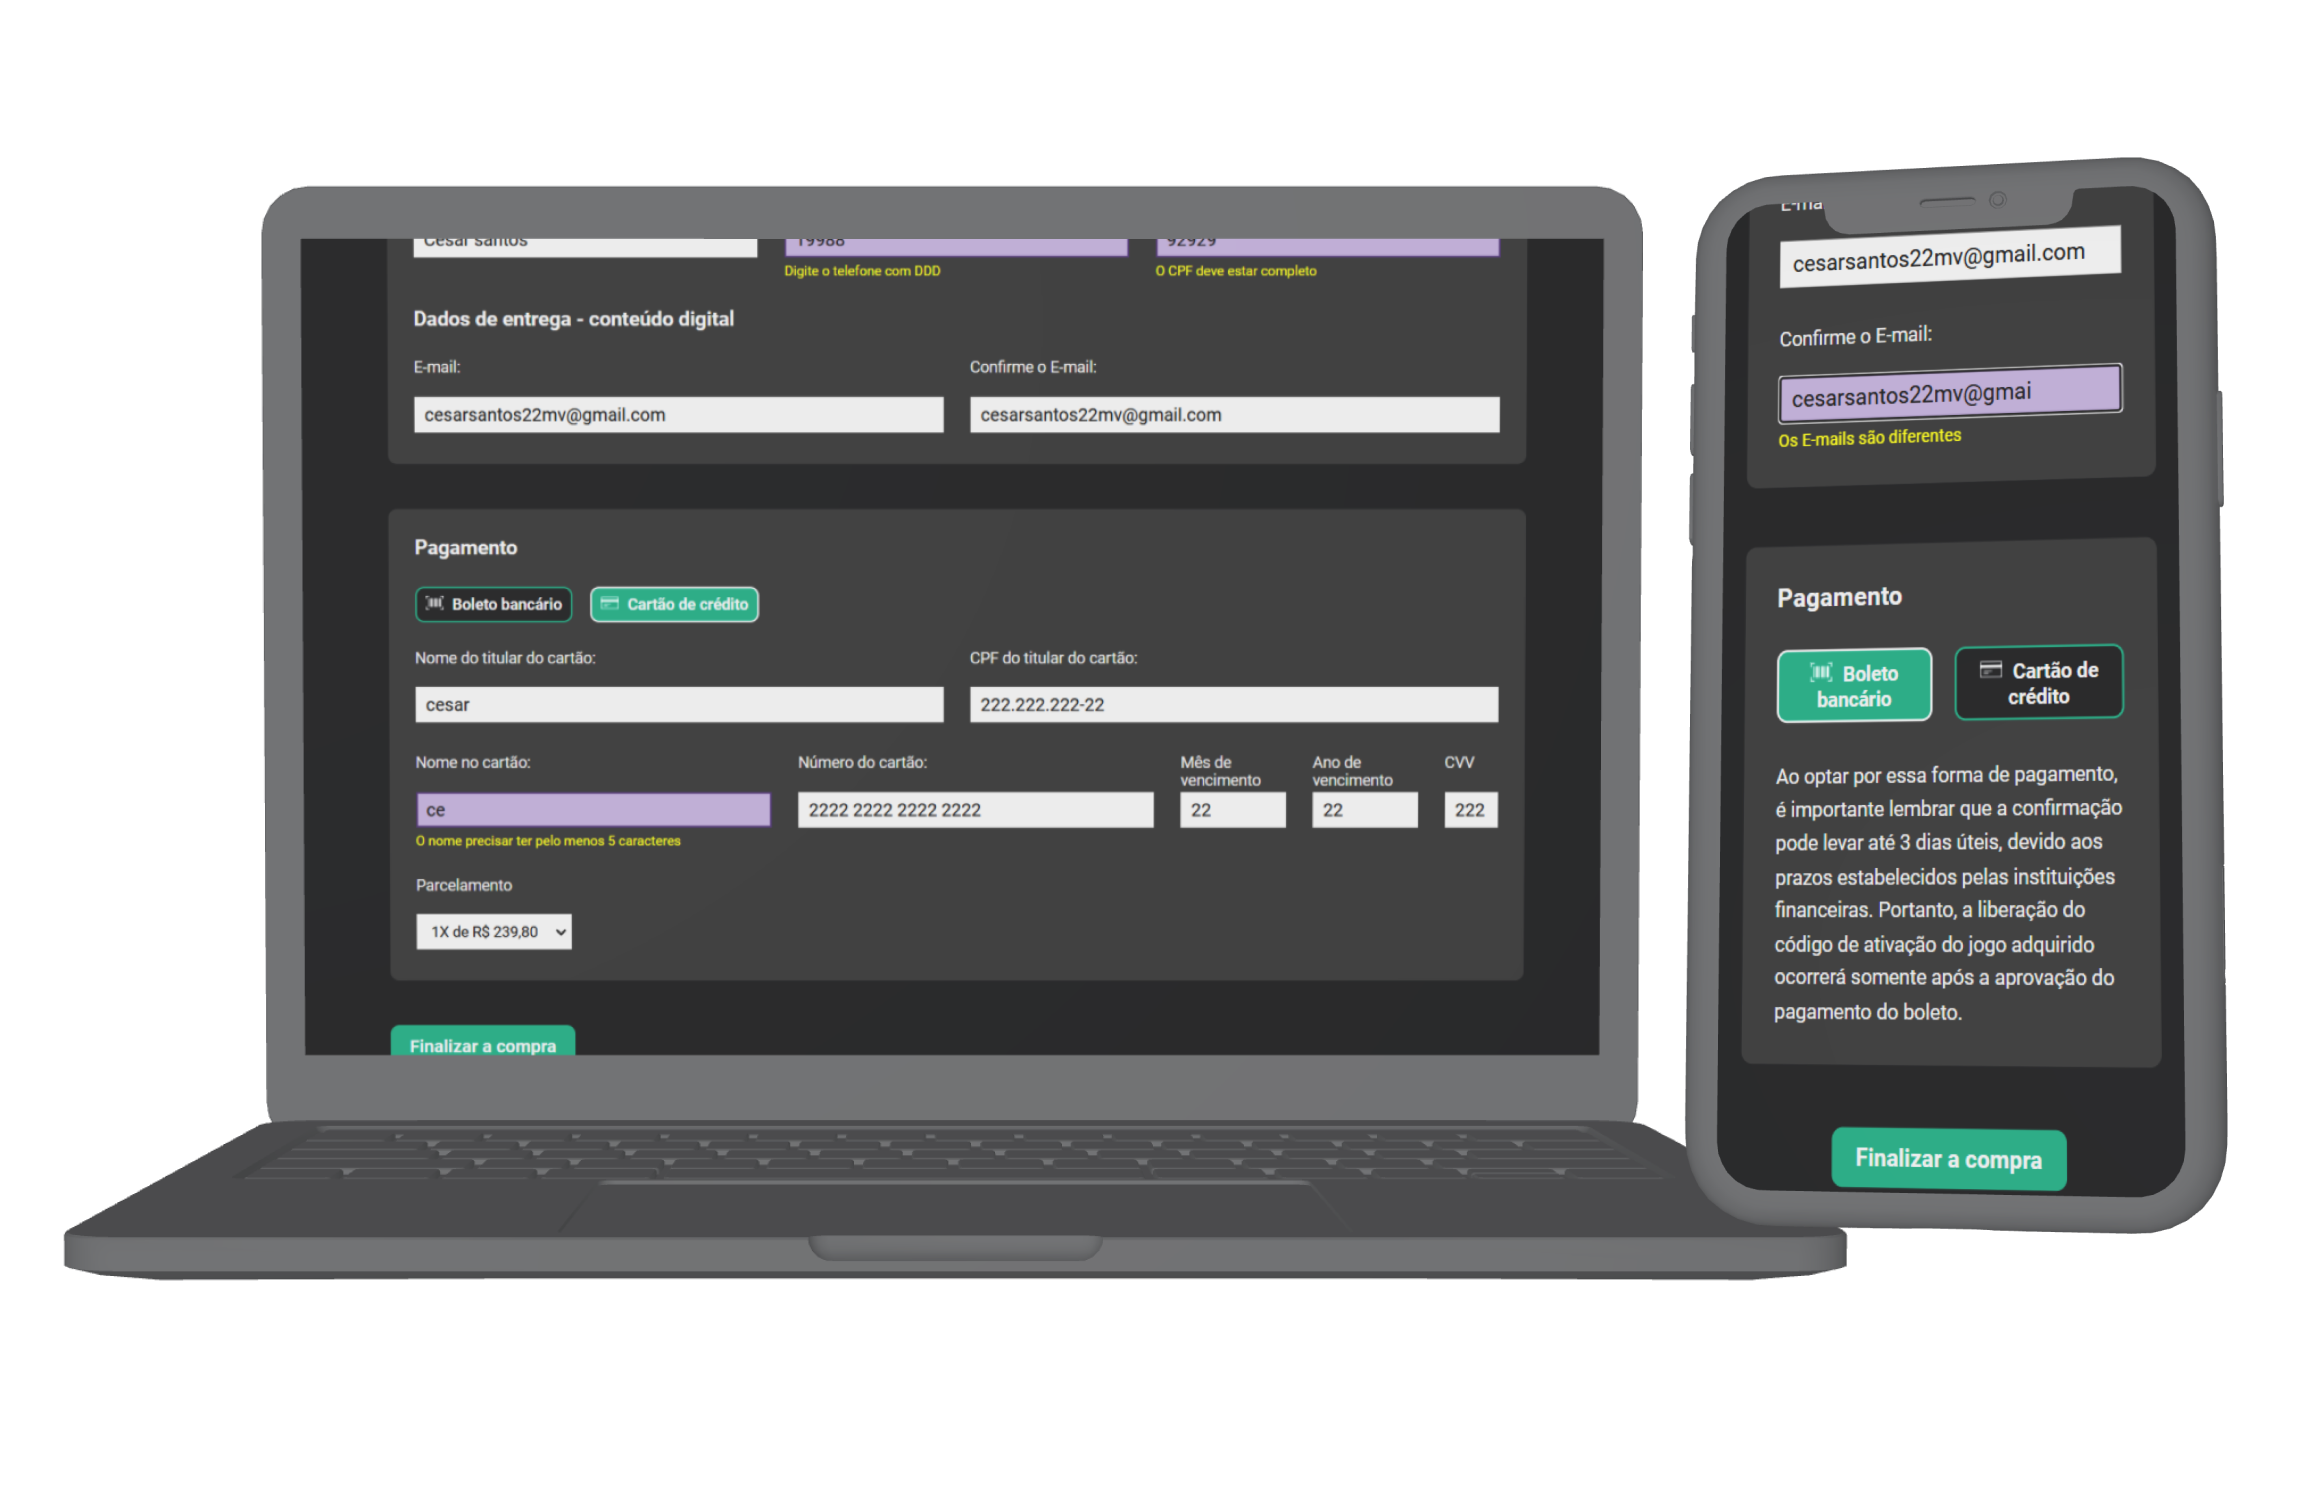 Cesar santos
19988
92929
Digite o telefone com DDD
O CPF deve estar completo
Dados de entrega - conteúdo digital
E-mail:
Confirme o E-mail:
cesarsantos22mv@gmail.com
cesarsantos22mv@gmail.com
Pagamento
Boleto bancário
Cartão de crédito
Nome do titular do cartão:
CPF do titular do cartão:
cesar
222.222.222-22
Nome no cartão:
Número do cartão:
Mês de
vencimento
Ano de
vencimento
CVV
ce
2222 2222 2222 2222
22
22
222
O nome precisar ter pelo menos 5 caracteres
Parcelamento
1X de R$ 239,80
Finalizar a compra
E-ma
cesarsantos22mv@gmail.com
Confirme o E-mail:
cesarsantos22mv@gmai
Os E-mails são diferentes
Pagamento
Boleto
bancário
Cartão de
crédito
Ao optar por essa forma de pagamento,
é importante lembrar que a confirmação
pode levar até 3 dias úteis, devido aos
prazos estabelecidos pelas instituições
financeiras. Portanto, a liberação do
código de ativação do jogo adquirido
ocorrerá somente após a aprovação do
pagamento do boleto.
Finalizar a compra